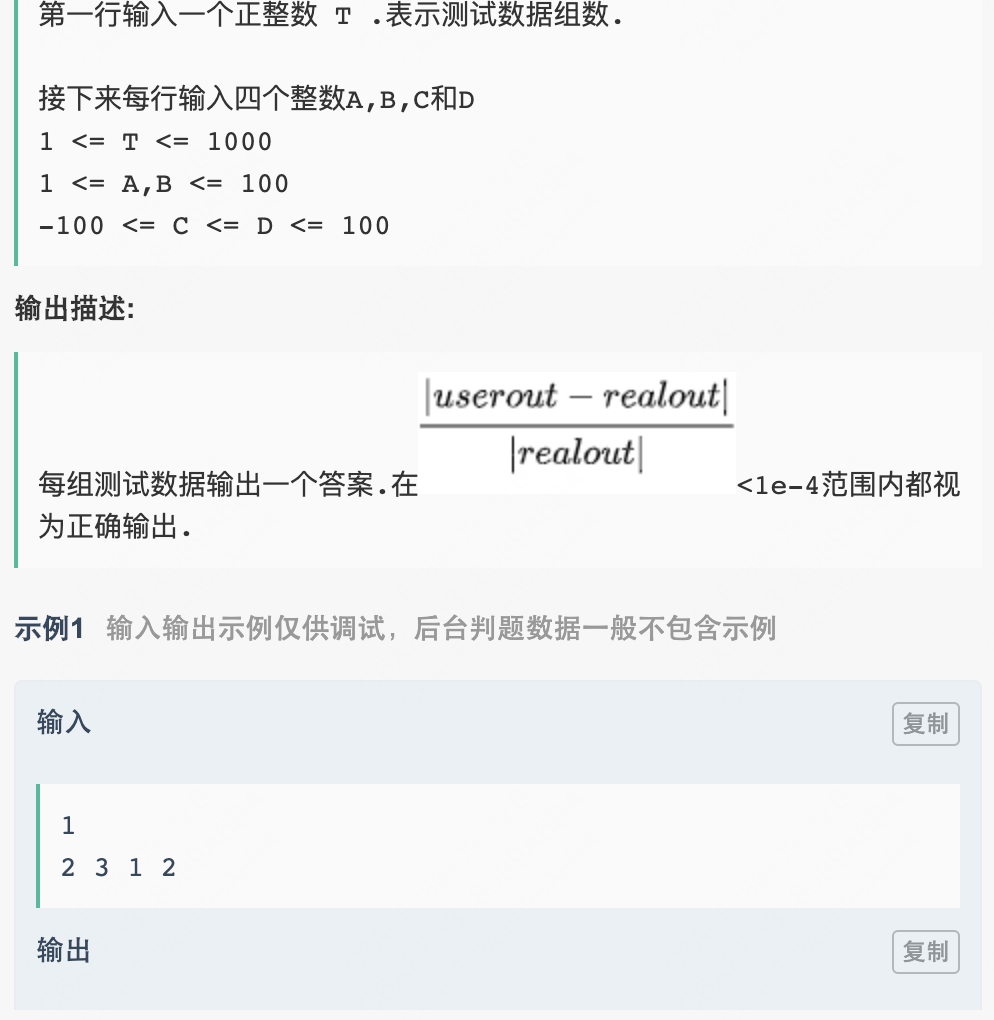 第一行输入一个正整数 T .表示测试数据组数.
接下来每行输入四个整数A,B,C和D
1 <= T <= 1000
1 <= A,B <= 100
-100 <= C <= D <= 100
输出描述:
|userout − realout|
|realout|
每组测试数据输出一个答案.在<1e-4范围内都视
为正确输出.
示例1 输入输出示例仅供调试，后台判题数据一般不包含示例
输入
复制
1
2 3 1 2
输出
复制